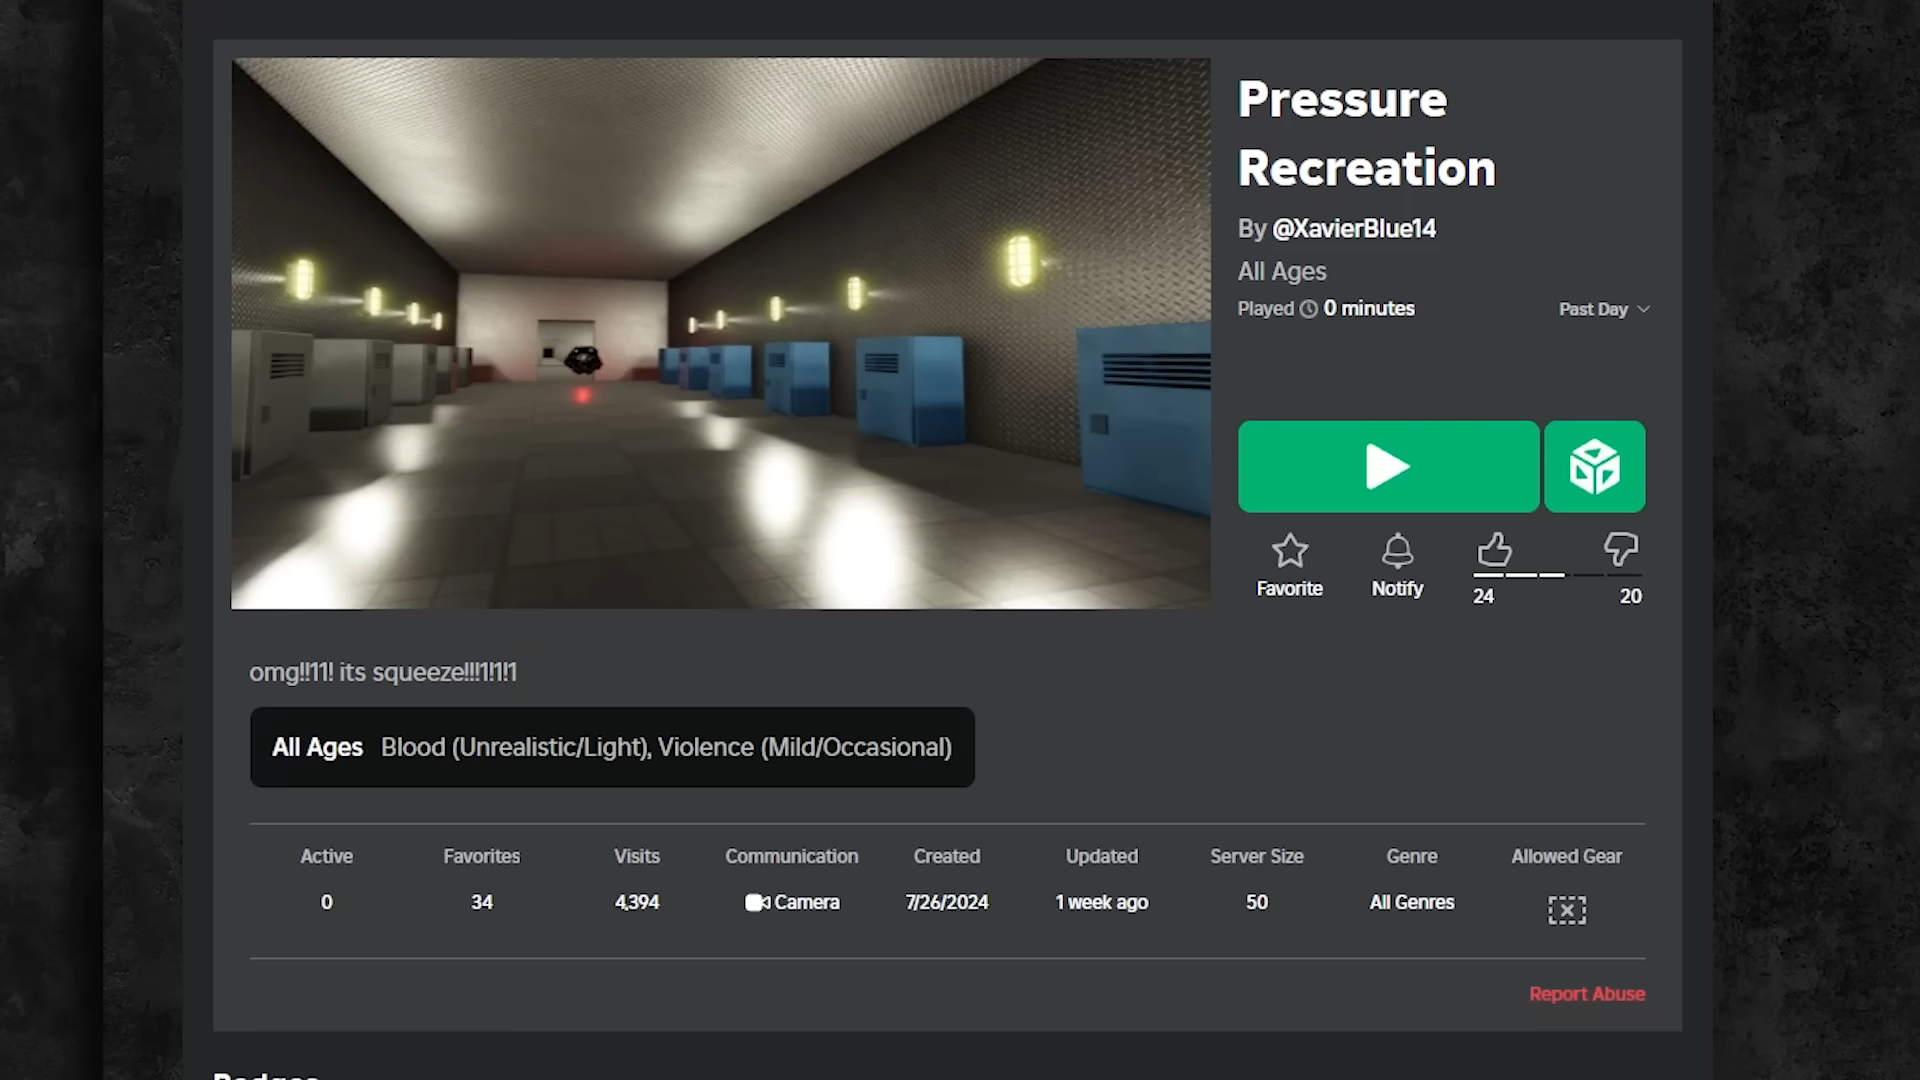 Pressure
Recreation
By @XavierBlue14
All Ages
Played 0 minutes
Past Day
Favorite
Notify
24
20
omg!!11! its squeeze!!!1!1!1
All Ages Blood (Unrealistic/Light), Violence (Mild/Occasional)
Active Favorites Visits Communication Created Updated Server Size Genre Allowed Gear
0 34 4,394 Camera 7/26/2024 1 week ago 50 All Genres
Report Abuse
Badges